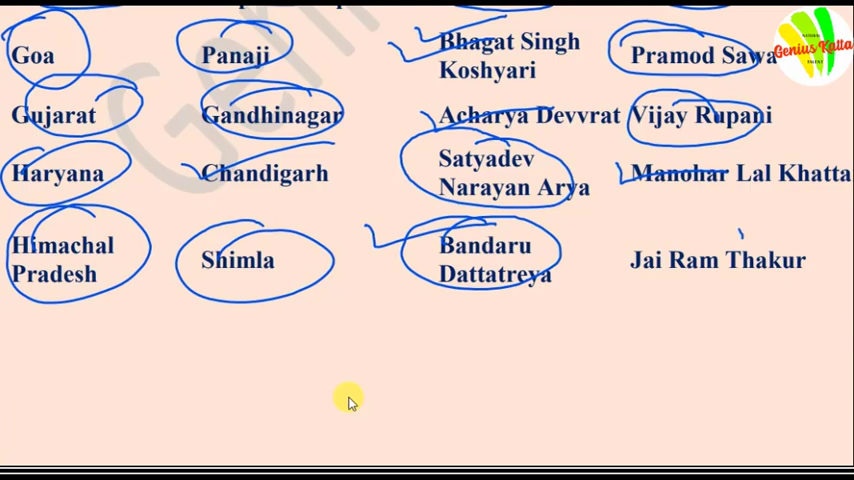 Goa Panaji Bhagat Singh Koshyari Pramod Sawa
Gujarat Gandhinagar Acharya Devvrat Vijay Rupani
Haryana Chandigarh Satyadev Narayan Arya Manohar Lal Khatta
Himachal Pradesh Shimla Bandaru Dattatreya Jai Ram Thakur
Genius Katta